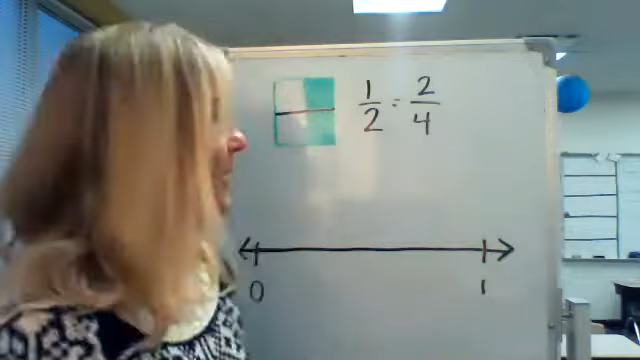 1/2 = 2/4
0 1